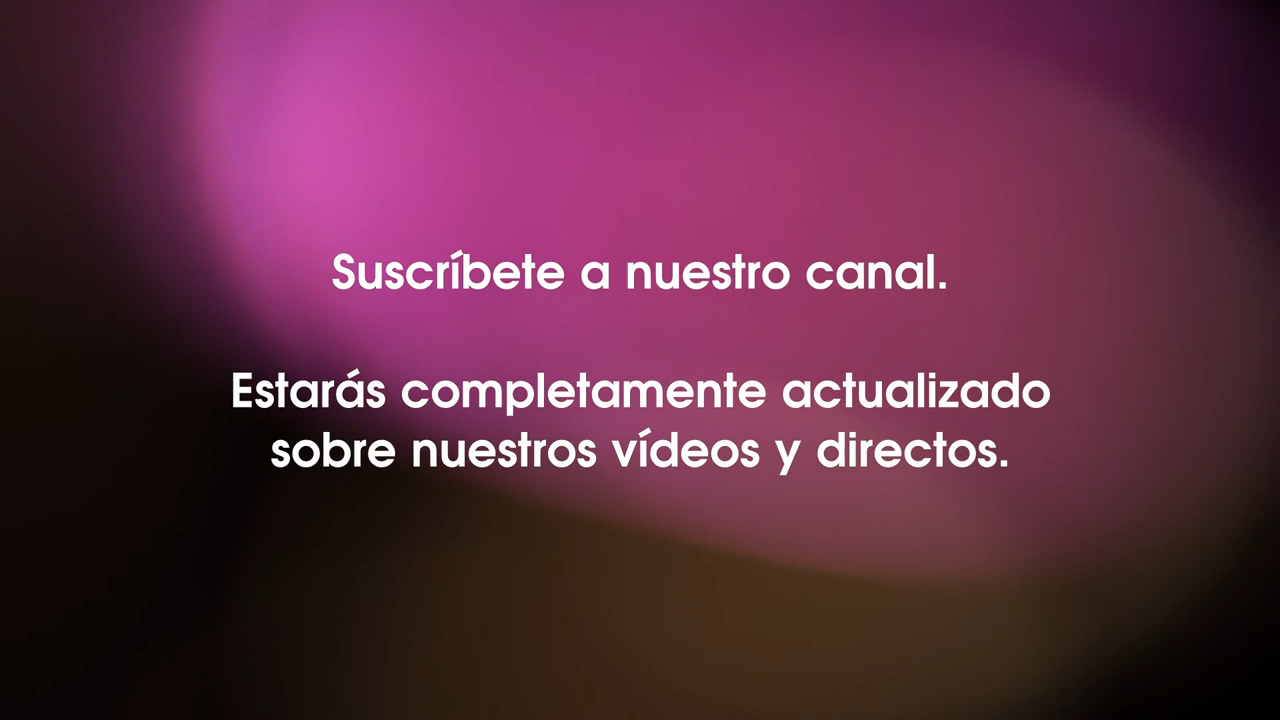 Suscríbete a nuestro canal.
Estarás completamente actualizado
sobre nuestros vídeos y directos.